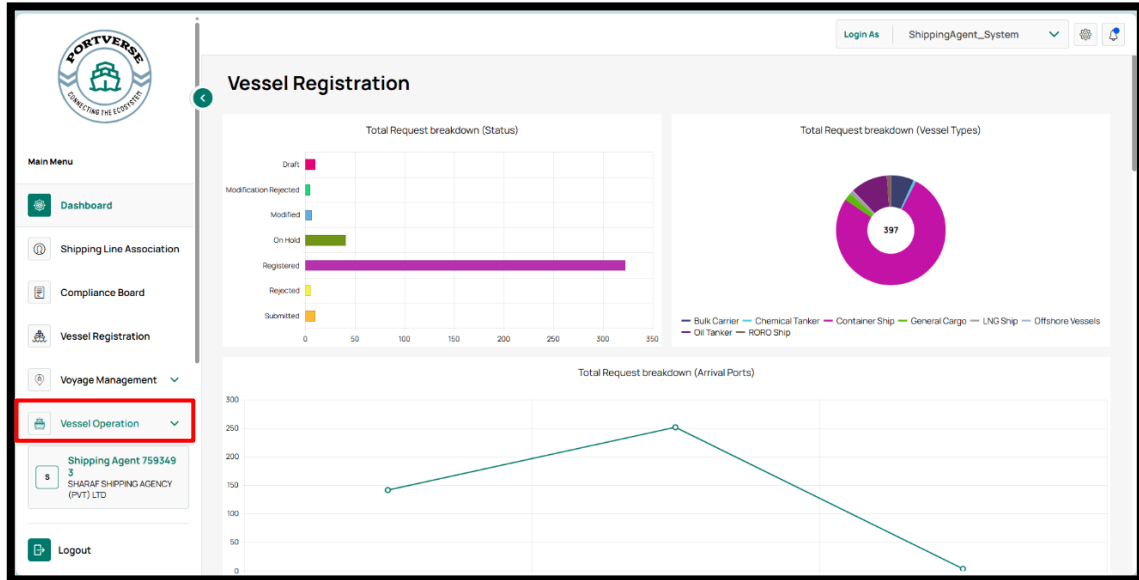 PORTVERSE
CONNECTING THE ECOSYSTEM
Main Menu
Dashboard
Shipping Line Association
Compliance Board
Vessel Registration
Voyage Management
Vessel Operation
S
Shipping Agent 759349
3
SHARAF SHIPPING AGENCY
(PVT) LTD
Logout
Login As
ShippingAgent_System
Vessel Registration
Total Request breakdown (Status)
Draft
Modification Rejected
Modified
On Hold
Registered
Rejected
Submitted
0 50 100 150 200 250 300 350
Total Request breakdown (Vessel Types)
397
Bulk Carrier Chemical Tanker Container Ship General Cargo LNG Ship Offshore Vessels
Oil Tanker RORO Ship
Total Request breakdown (Arrival Ports)
300
250
200
150
100
50
0